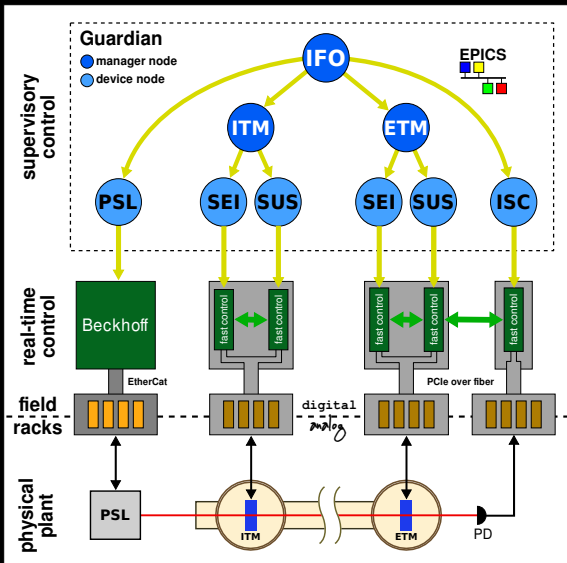 Guardian
manager node
device node
EPICS
supervisory
control
IFO
ITM
ETM
PSL
SEI
SUS
SEI
SUS
ISC
real-time
control
Beckhoff
fast control
fast control
fast control
fast control
fast control
EtherCat
PCIe over fiber
field
racks
digital
analog
physical
plant
PSL
ITM
ETM
PD